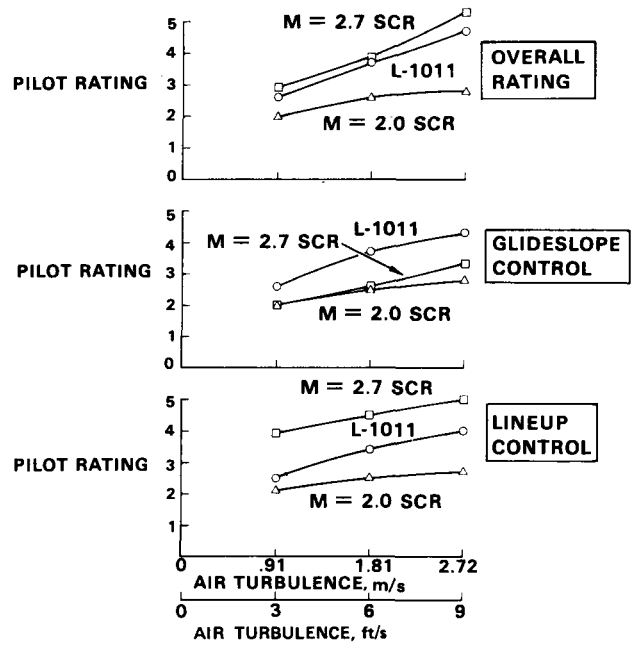 5
M = 2.7 SCR
4
L-1011
OVERALL
RATING
PILOT RATING
3
2
M = 2.0 SCR
1
0
5
L-1011
M = 2.7 SCR
4
GLIDESLOPE
CONTROL
PILOT RATING
3
2
M = 2.0 SCR
1
0
5
M = 2.7 SCR
4
L-1011
LINEUP
CONTROL
PILOT RATING
3
2
M = 2.0 SCR
1
0 .91 1.81 2.72
AIR TURBULENCE, m/s
0 3 6 9
AIR TURBULENCE, ft/s